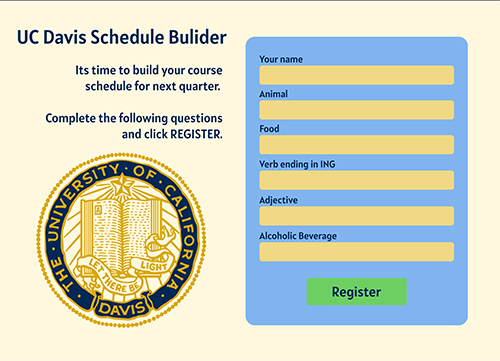 UC Davis Schedule Bulider
Its time to build your course
schedule for next quarter.
Complete the following questions
and click REGISTER.
THE · UNIVERSITY · OF · CALIFORNIA
LET THERE BE
LIGHT
DAVIS
Your name
Animal
Food
Verb ending in ING
Adjective
Alcoholic Beverage
Register